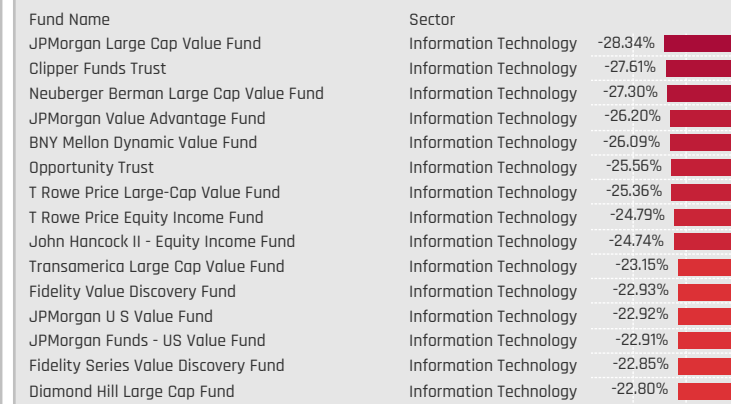 Fund Name Sector
JPMorgan Large Cap Value Fund Information Technology -28.34%
Clipper Funds Trust Information Technology -27.61%
Neuberger Berman Large Cap Value Fund Information Technology -27.30%
JPMorgan Value Advantage Fund Information Technology -26.20%
BNY Mellon Dynamic Value Fund Information Technology -26.09%
Opportunity Trust Information Technology -25.56%
T Rowe Price Large-Cap Value Fund Information Technology -25.36%
T Rowe Price Equity Income Fund Information Technology -24.79%
John Hancock II - Equity Income Fund Information Technology -24.74%
Transamerica Large Cap Value Fund Information Technology -23.15%
Fidelity Value Discovery Fund Information Technology -22.93%
JPMorgan U S Value Fund Information Technology -22.92%
JPMorgan Funds - US Value Fund Information Technology -22.91%
Fidelity Series Value Discovery Fund Information Technology -22.85%
Diamond Hill Large Cap Fund Information Technology -22.80%